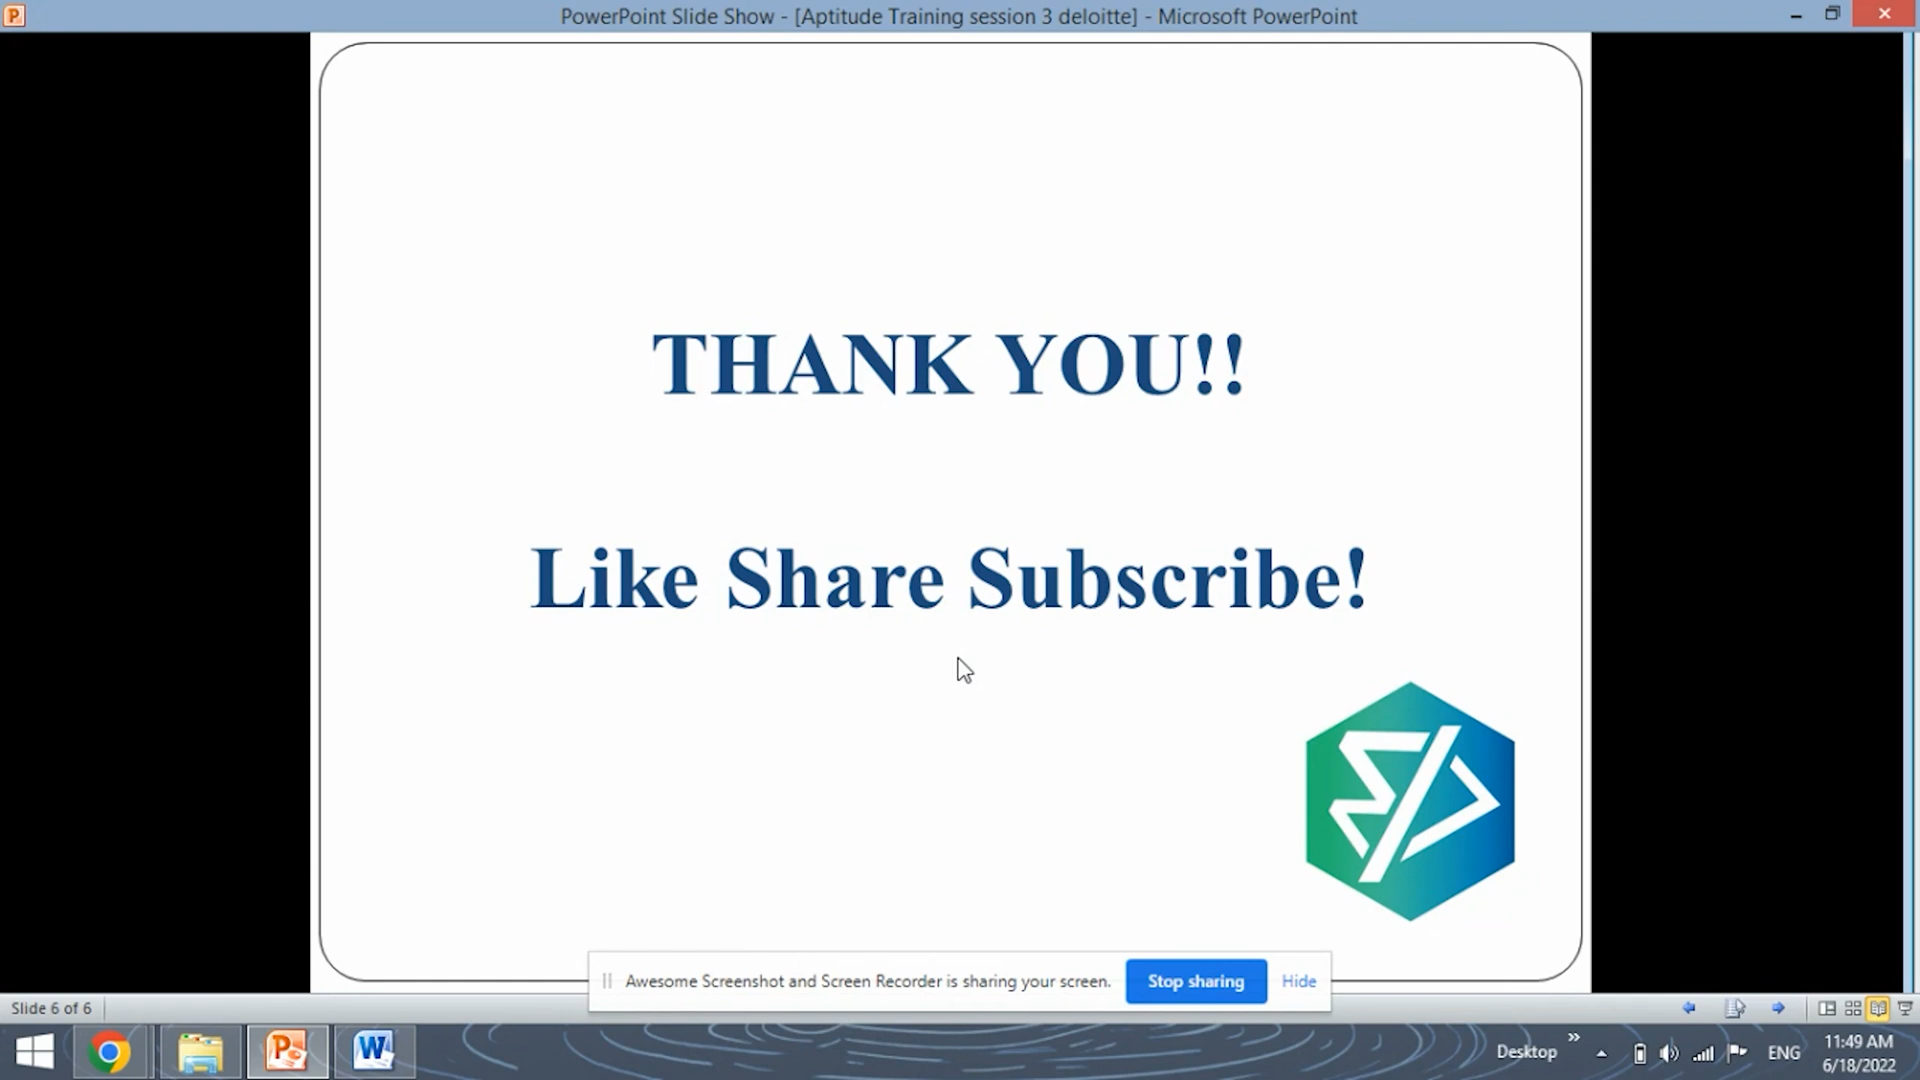 PowerPoint Slide Show - [Aptitude Training session 3 deloitte] - Microsoft PowerPoint
THANK YOU!!
Like Share Subscribe!
Awesome Screenshot and Screen Recorder is sharing your screen. Stop sharing Hide
Slide 6 of 6
Desktop
ENG
11:49 AM
6/18/2022